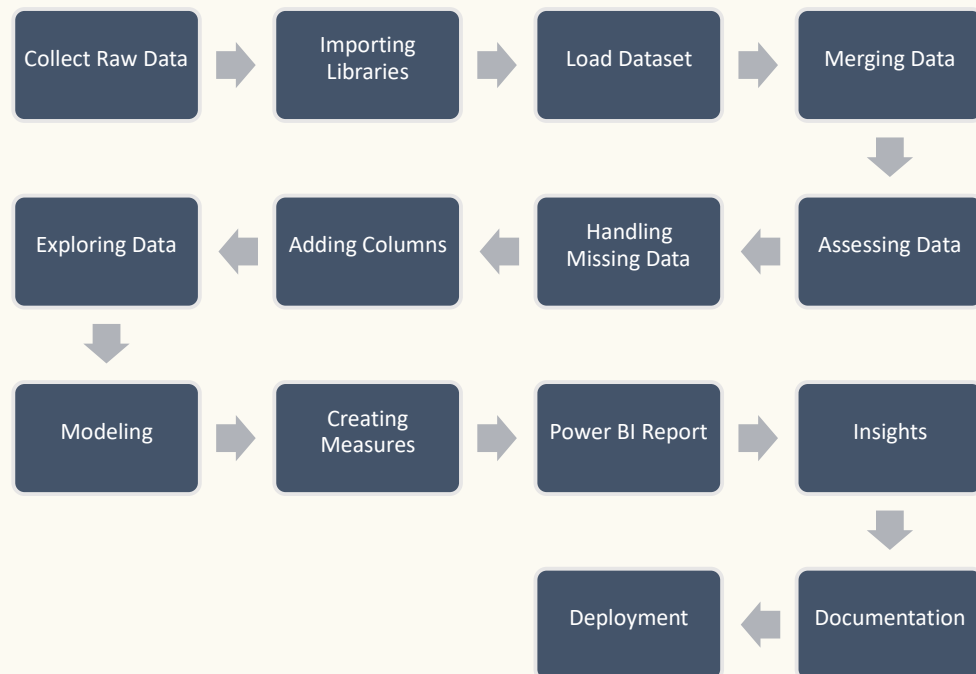 Collect Raw Data
Importing
Libraries
Load Dataset
Merging Data
Assessing Data
Handling
Missing Data
Adding Columns
Exploring Data
Modeling
Creating
Measures
Power BI Report
Insights
Documentation
Deployment